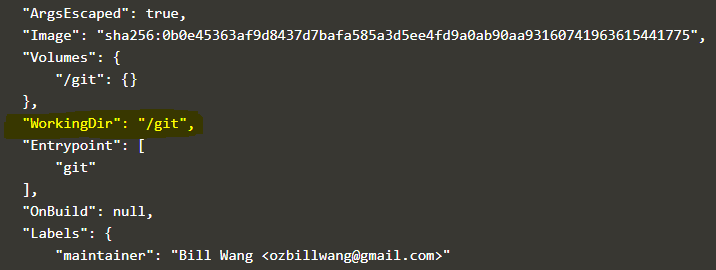 "ArgsEscaped": true,
"Image": "sha256:0b0e45363af9d8437d7bafa585a3d5ee4fd9a0ab90aa93160741963615441775",
"Volumes": {
"/git": {}
},
"WorkingDir": "/git",
"Entrypoint": [
"git"
],
"OnBuild": null,
"Labels": {
"maintainer": "Bill Wang <ozbillwang@gmail.com>"